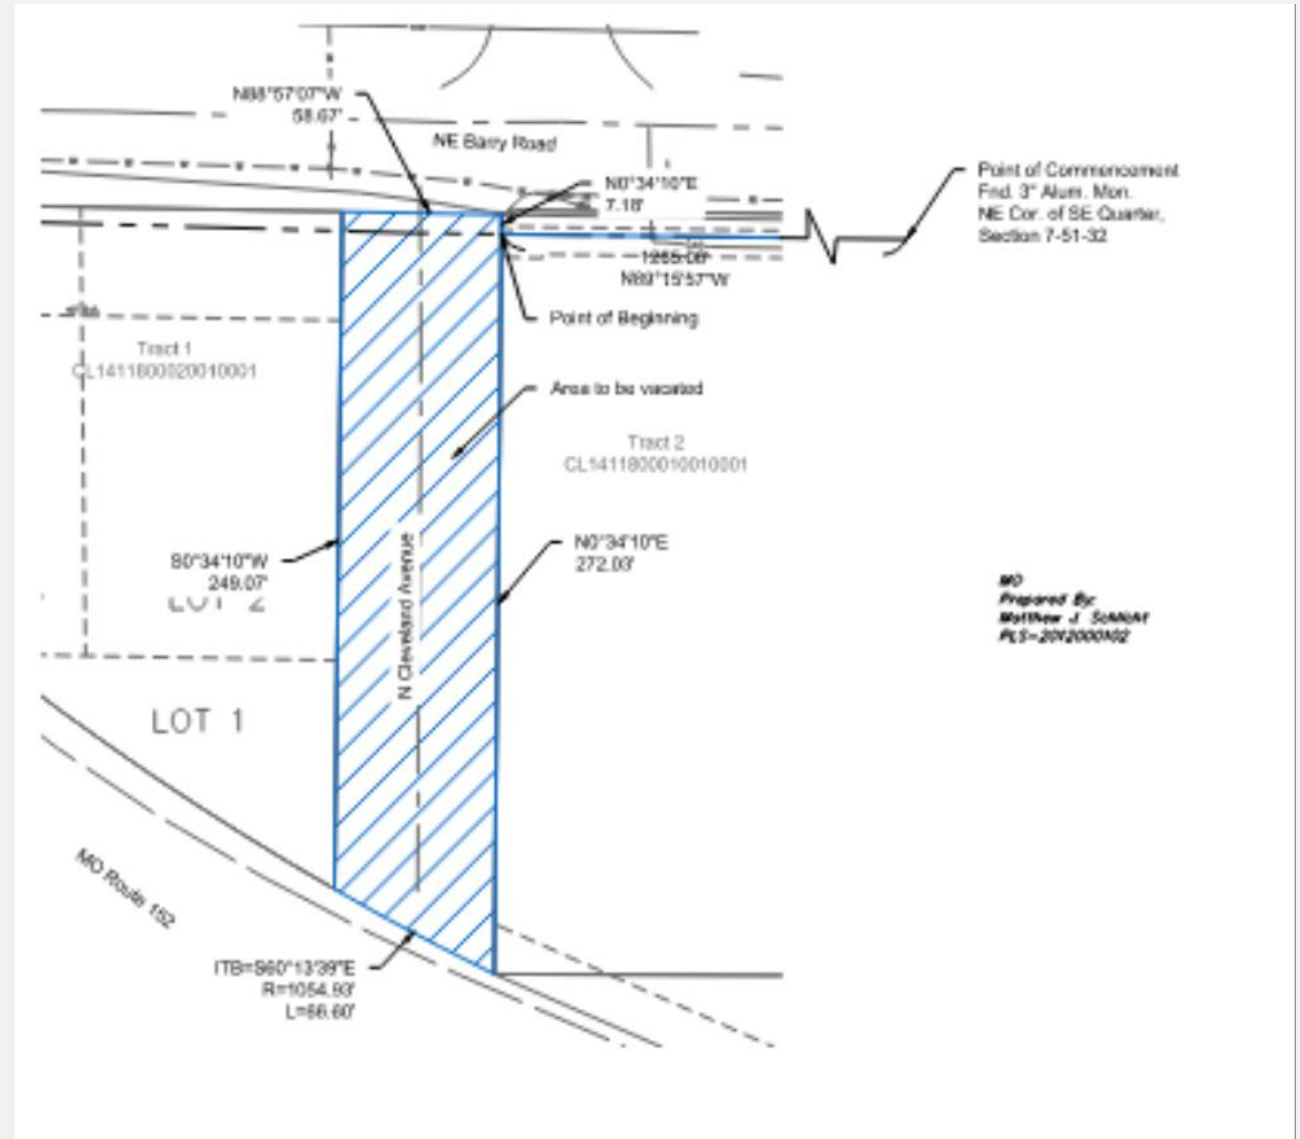 N88°57'07"W
58.67'
NE Barry Road
N0°34'10"E
7.18'
Point of Commencement
Fnd. 3" Alum. Mon.
NE Cor. of SE Quarter,
Section 7-51-32
1265.08'
N89°15'57"W
Point of Beginning
Tract 1
CL1411800020010001
Area to be vacated
Tract 2
CL1411800010010001
N Cleveland Avenue
S0°34'10"W
249.07'
LOT 2
N0°34'10"E
272.03'
MO
Prepared By:
Matthew J. Schlicht
PLS-2012000102
LOT 1
MO Route 152
ITB=S60°13'39"E
R=1054.93'
L=66.60'